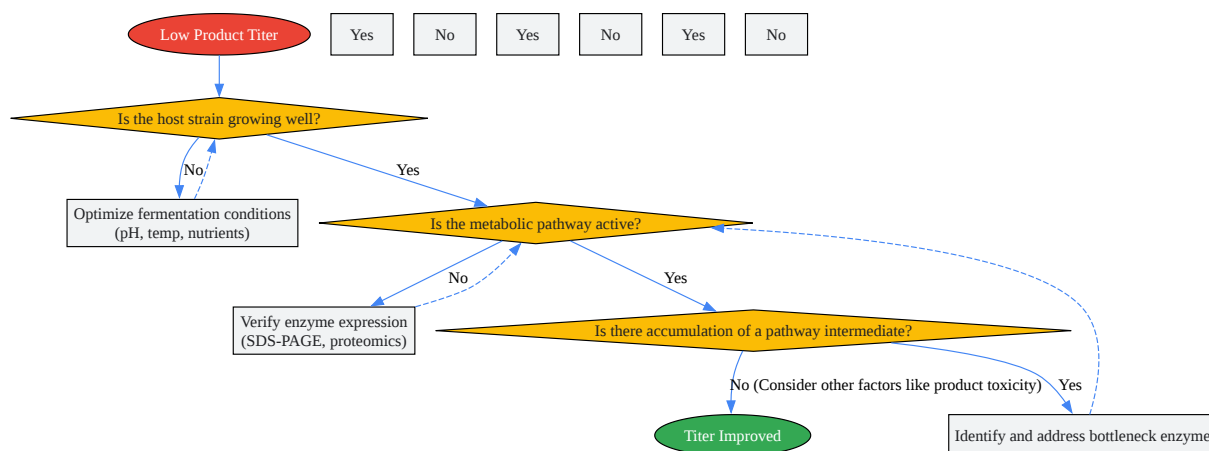 Low Product Titer
Yes
No
Yes
No
Yes
No
Is the host strain growing well?
No
Yes
Optimize fermentation conditions
(pH, temp, nutrients)
Is the metabolic pathway active?
No
Yes
Verify enzyme expression
(SDS-PAGE, proteomics)
Is there accumulation of a pathway intermediate?
No (Consider other factors like product toxicity)
Yes
Titer Improved
Identify and address bottleneck enzyme